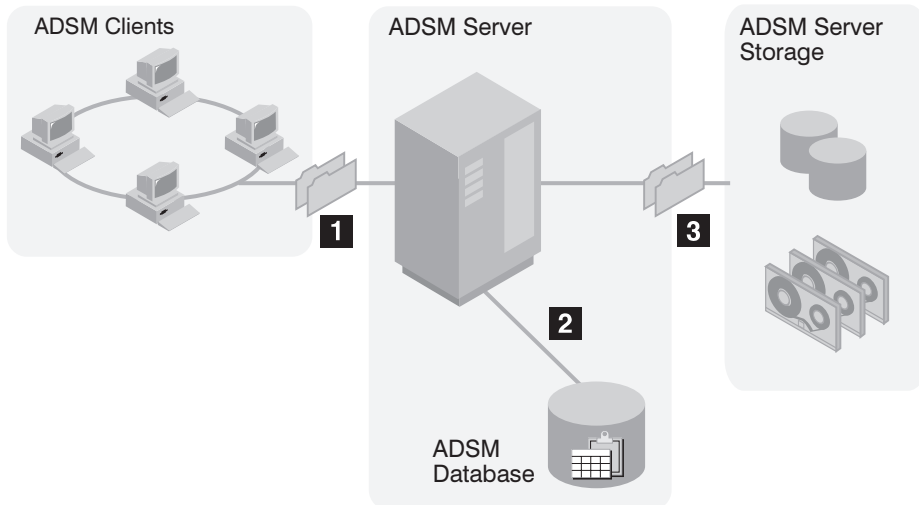 ADSM Clients
ADSM Server
ADSM Server
Storage
1
3
2
ADSM
Database